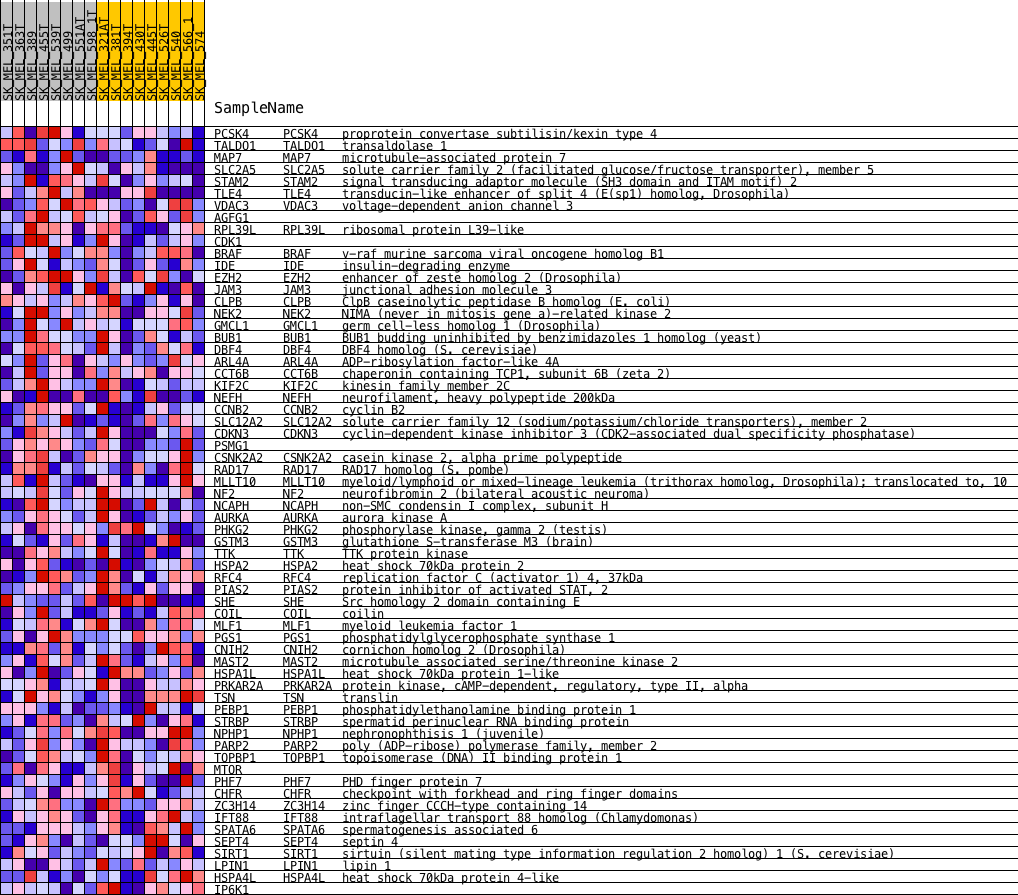 SK_MEL_351T
SK_MEL_363T
SK_MEL_389
SK_MEL_455T
SK_MEL_539T
SK_MEL_499
SK_MEL_551AT
SK_MEL_598_1T
SK_MEL_321AT
SK_MEL_381T
SK_MEL_394T
SK_MEL_430T
SK_MEL_445T
SK_MEL_526T
SK_MEL_540
SK_MEL_566_1
SK_MEL_574
SampleName
PCSK4 PCSK4 proprotein convertase subtilisin/kexin type 4
TALDO1 TALDO1 transaldolase 1
MAP7 MAP7 microtubule-associated protein 7
SLC2A5 SLC2A5 solute carrier family 2 (facilitated glucose/fructose transporter), member 5
STAM2 STAM2 signal transducing adaptor molecule (SH3 domain and ITAM motif) 2
TLE4 TLE4 transducin-like enhancer of split 4 (E(sp1) homolog, Drosophila)
VDAC3 VDAC3 voltage-dependent anion channel 3
AGFG1
RPL39L RPL39L ribosomal protein L39-like
CDK1
BRAF BRAF v-raf murine sarcoma viral oncogene homolog B1
IDE IDE insulin-degrading enzyme
EZH2 EZH2 enhancer of zeste homolog 2 (Drosophila)
JAM3 JAM3 junctional adhesion molecule 3
CLPB CLPB ClpB caseinolytic peptidase B homolog (E. coli)
NEK2 NEK2 NIMA (never in mitosis gene a)-related kinase 2
GMCL1 GMCL1 germ cell-less homolog 1 (Drosophila)
BUB1 BUB1 BUB1 budding uninhibited by benzimidazoles 1 homolog (yeast)
DBF4 DBF4 DBF4 homolog (S. cerevisiae)
ARL4A ARL4A ADP-ribosylation factor-like 4A
CCT6B CCT6B chaperonin containing TCP1, subunit 6B (zeta 2)
KIF2C KIF2C kinesin family member 2C
NEFH NEFH neurofilament, heavy polypeptide 200kDa
CCNB2 CCNB2 cyclin B2
SLC12A2 SLC12A2 solute carrier family 12 (sodium/potassium/chloride transporters), member 2
CDKN3 CDKN3 cyclin-dependent kinase inhibitor 3 (CDK2-associated dual specificity phosphatase)
PSMG1
CSNK2A2 CSNK2A2 casein kinase 2, alpha prime polypeptide
RAD17 RAD17 RAD17 homolog (S. pombe)
MLLT10 MLLT10 myeloid/lymphoid or mixed-lineage leukemia (trithorax homolog, Drosophila); translocated to, 10
NF2 NF2 neurofibromin 2 (bilateral acoustic neuroma)
NCAPH NCAPH non-SMC condensin I complex, subunit H
AURKA AURKA aurora kinase A
PHKG2 PHKG2 phosphorylase kinase, gamma 2 (testis)
GSTM3 GSTM3 glutathione S-transferase M3 (brain)
TTK TTK TTK protein kinase
HSPA2 HSPA2 heat shock 70kDa protein 2
RFC4 RFC4 replication factor C (activator 1) 4, 37kDa
PIAS2 PIAS2 protein inhibitor of activated STAT, 2
SHE SHE Src homology 2 domain containing E
COIL COIL coilin
MLF1 MLF1 myeloid leukemia factor 1
PGS1 PGS1 phosphatidylglycerophosphate synthase 1
CNIH2 CNIH2 cornichon homolog 2 (Drosophila)
MAST2 MAST2 microtubule associated serine/threonine kinase 2
HSPA1L HSPA1L heat shock 70kDa protein 1-like
PRKAR2A PRKAR2A protein kinase, cAMP-dependent, regulatory, type II, alpha
TSN TSN translin
PEBP1 PEBP1 phosphatidylethanolamine binding protein 1
STRBP STRBP spermatid perinuclear RNA binding protein
NPHP1 NPHP1 nephronophthisis 1 (juvenile)
PARP2 PARP2 poly (ADP-ribose) polymerase family, member 2
TOPBP1 TOPBP1 topoisomerase (DNA) II binding protein 1
MTOR
PHF7 PHF7 PHD finger protein 7
CHFR CHFR checkpoint with forkhead and ring finger domains
ZC3H14 ZC3H14 zinc finger CCCH-type containing 14
IFT88 IFT88 intraflagellar transport 88 homolog (Chlamydomonas)
SPATA6 SPATA6 spermatogenesis associated 6
SEPT4 SEPT4 septin 4
SIRT1 SIRT1 sirtuin (silent mating type information regulation 2 homolog) 1 (S. cerevisiae)
LPIN1 LPIN1 lipin 1
HSPA4L HSPA4L heat shock 70kDa protein 4-like
IP6K1